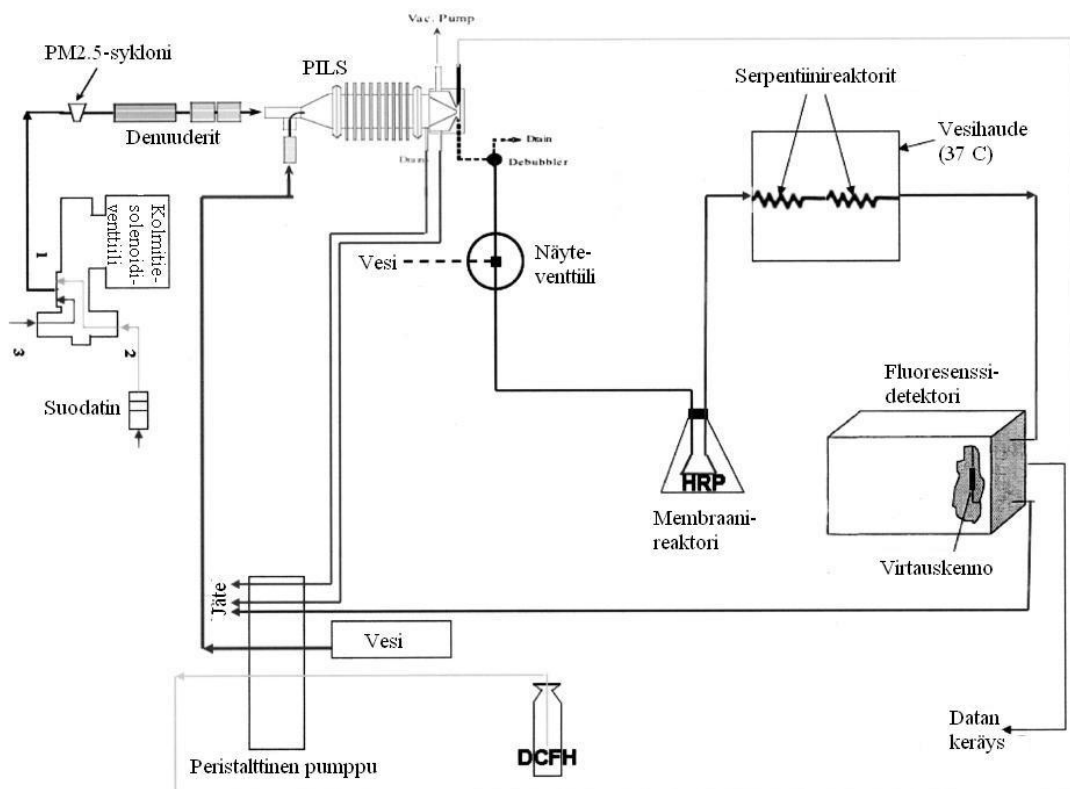 Vac. Pump
PM2.5-sykloni
PILS
Serpentiinireaktorit
Vesihaude
(37 C)
Denuuderit
Drain
Drain
Debubbler
Kolmitie-
solenoidi-
venttiili
1
Vesi
Näyte-
venttiili
3
2
Suodatin
Fluoresenssi-
detektori
HRP
Membraani-
reaktori
Virtauskenno
Jäte
Vesi
Datan
keräys
DCFH
Peristalttinen pumppu